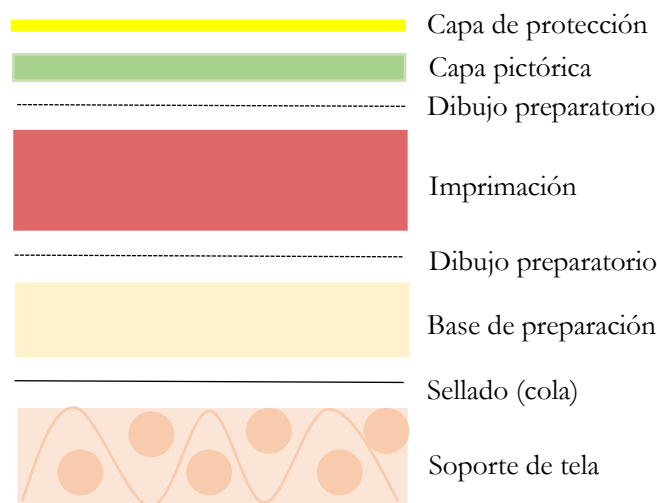 Capa de protección
Capa pictórica
Dibujo preparatorio
Imprimación
Dibujo preparatorio
Base de preparación
Sellado (cola)
Soporte de tela